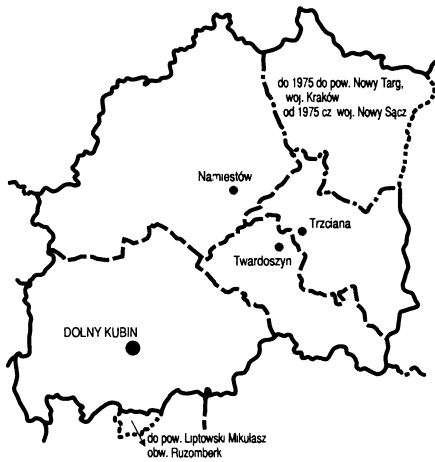 do 1975 do pow. Nowy Targ,
woj. Kraków
od 1975 cz woj. Nowy Sącz
Namiestów
Trzciana
Twardoszyn
DOLNY KUBIN
do pow. Liptowski Mikułasz
obw. Ruzomberk